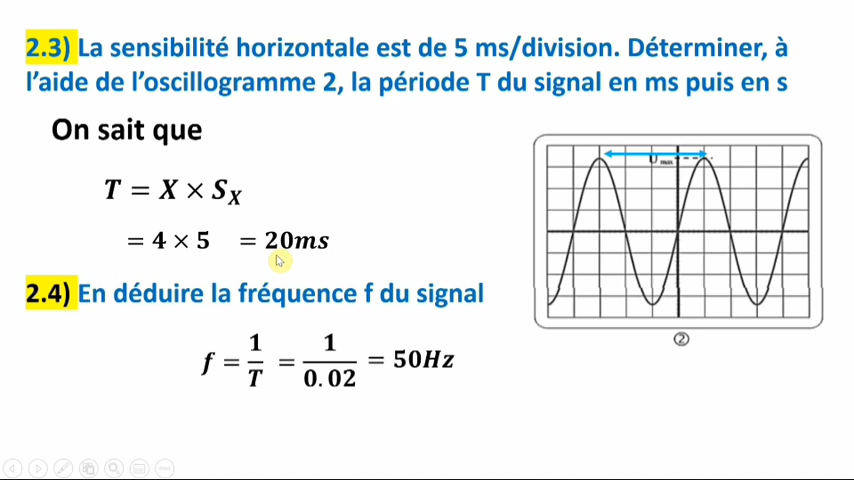 2.3) La sensibilité horizontale est de 5 ms/division. Déterminer, à
l’aide de l’oscillogramme 2, la période T du signal en ms puis en s
On sait que
T = X × S_X
= 4 × 5 = 20ms
U max
②
2.4) En déduire la fréquence f du signal
f = 1/T = 1/0.02 = 50Hz